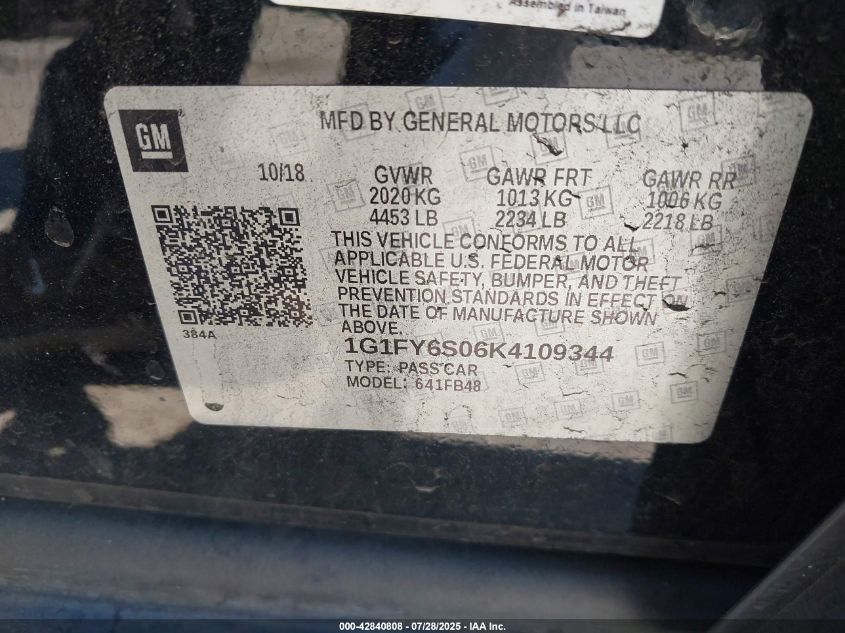 Assembled in Taiwan
GM
MFD BY GENERAL MOTORS LLC
10/18 GVWR GAWR FRT GAWR RR
2020 KG 1013 KG 1006 KG
4453 LB 2234 LB 2218 LB
THIS VEHICLE CONFORMS TO ALL
APPLICABLE U.S. FEDERAL MOTOR
VEHICLE SAFETY, BUMPER, AND THEFT
PREVENTION STANDARDS IN EFFECT ON
THE DATE OF MANUFACTURE SHOWN
ABOVE.
384A
1G1FY6S06K4109344
TYPE: PASS CAR
MODEL: 641FB48
000-42840808 - 07/28/2025 - IAA Inc.